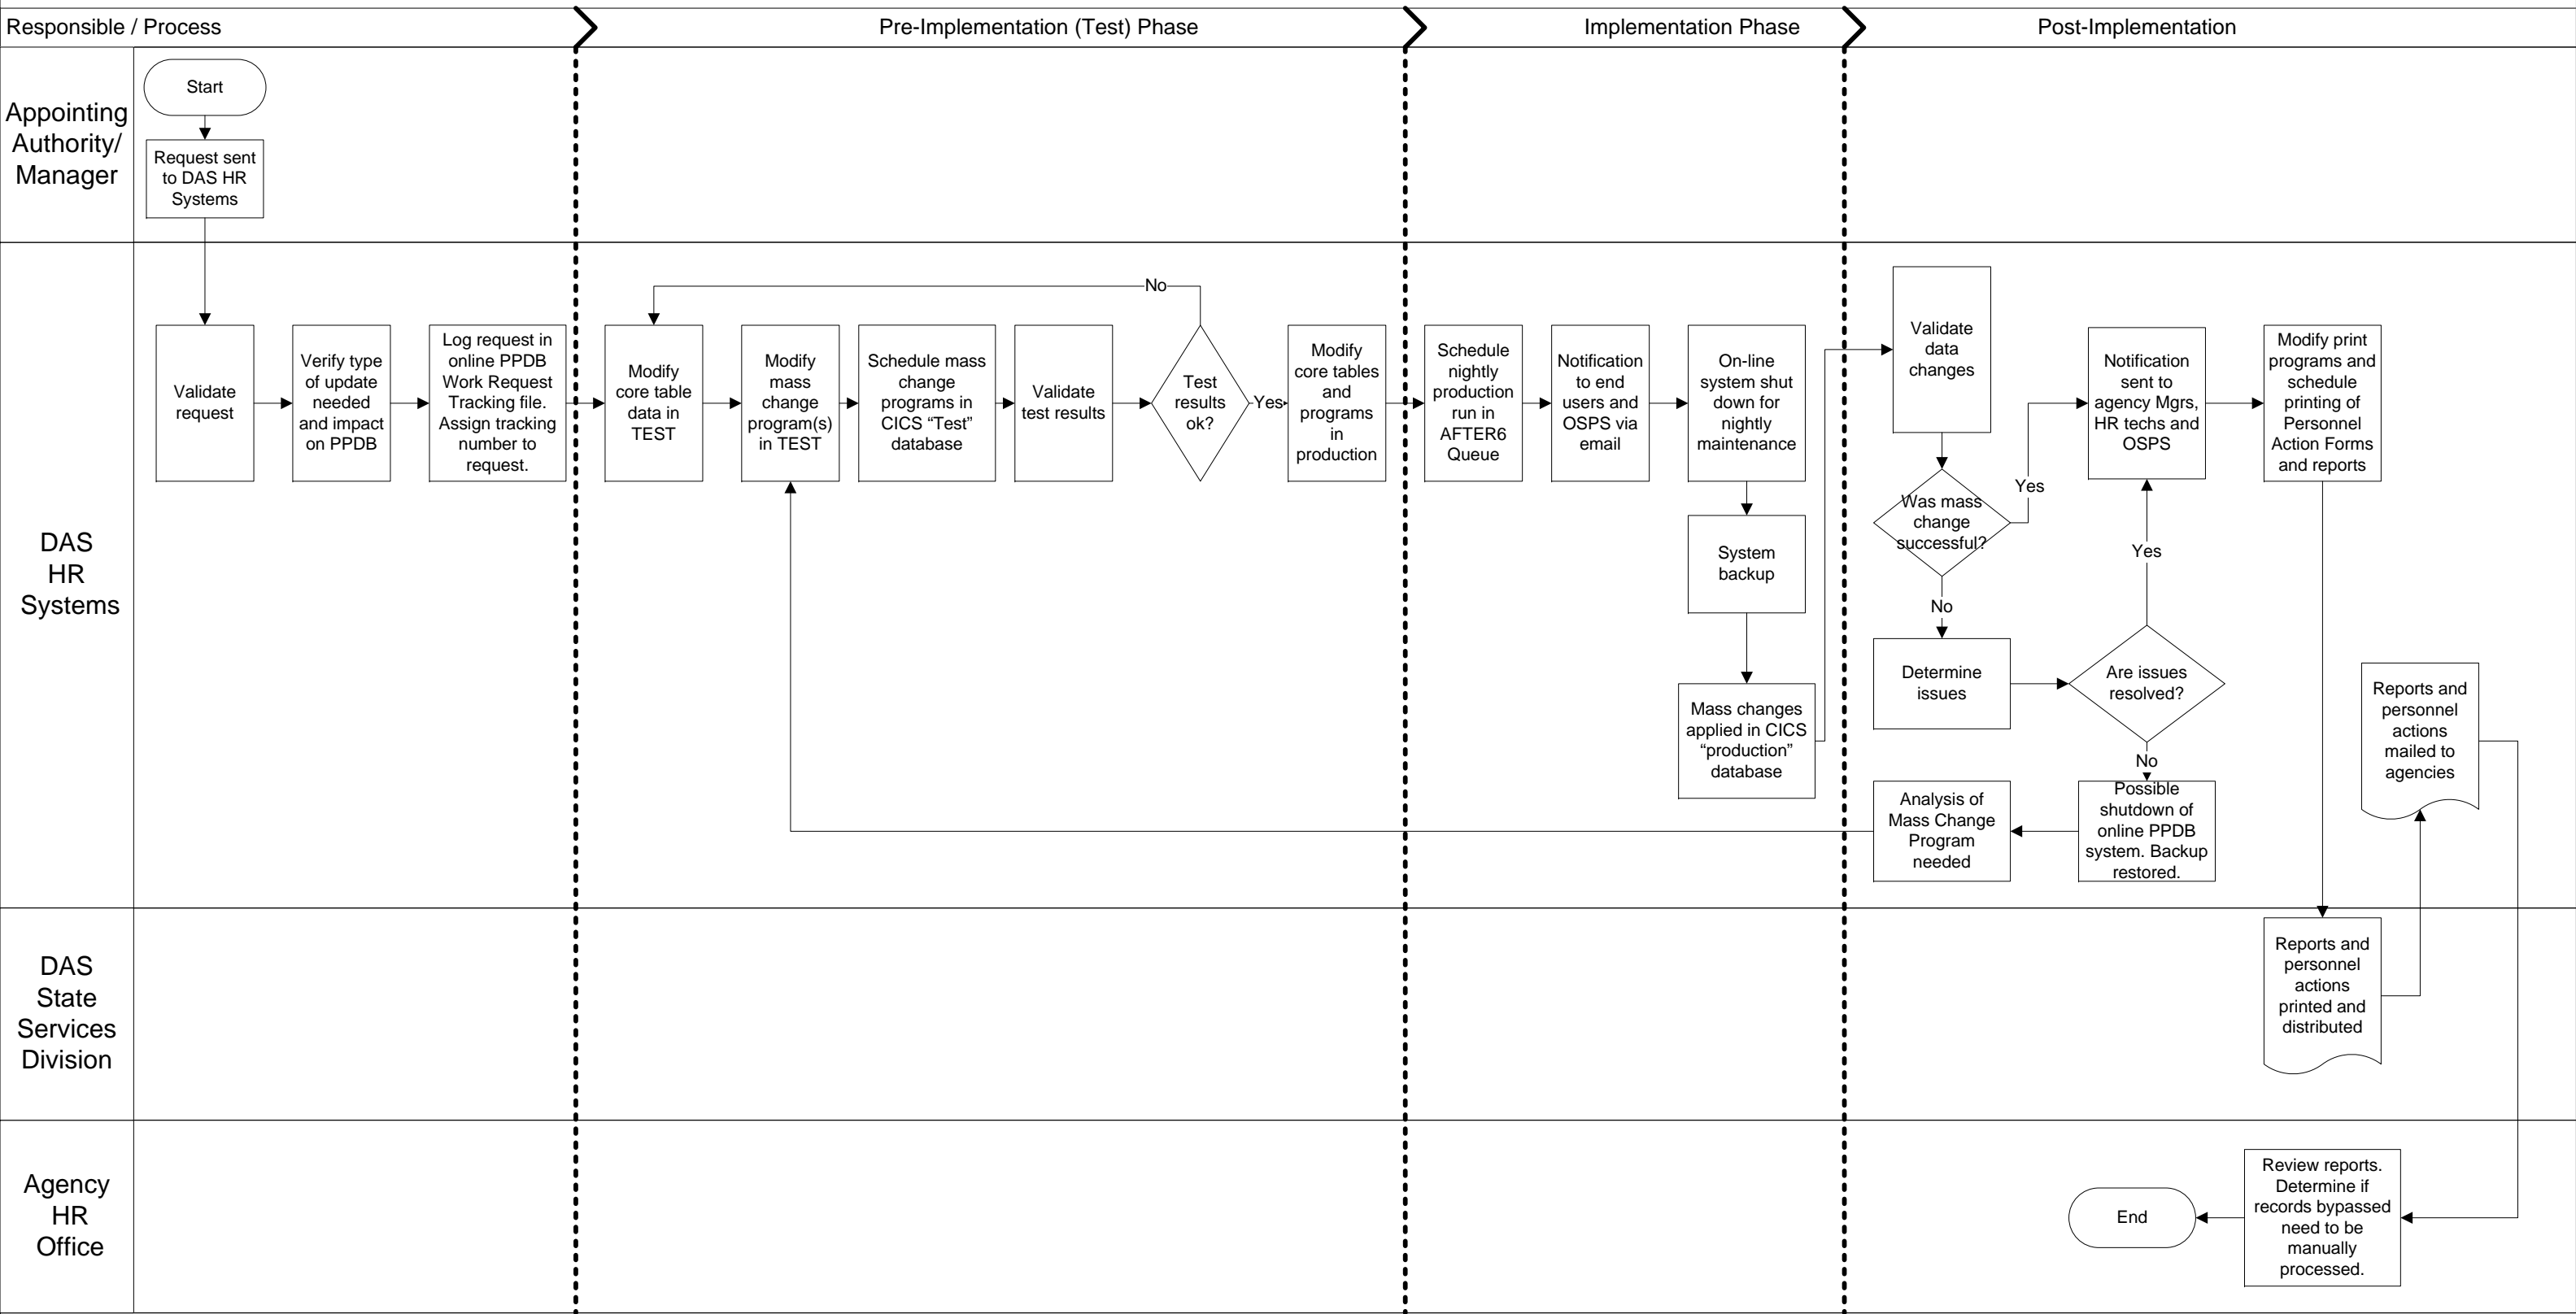 Responsible / Process
Pre-Implementation (Test) Phase
Implementation Phase
Post-Implementation
Appointing
Authority/
Manager
Start
Request sent
to DAS HR
Systems
DAS
HR
Systems
Validate
request
Verify type
of update
needed
and impact
on PPDB
Log request in
online PPDB
Work Request
Tracking file.
Assign tracking
number to
request.
No
Modify
core table
data in
TEST
Modify
mass
change
program(s)
in TEST
Schedule mass
change
programs in
CICS “Test”
database
Validate
test results
Test
results
ok?
Yes
Modify
core tables
and
programs
in
production
Schedule
nightly
production
run in
AFTER6
Queue
Notification
to end
users and
OSPS via
email
On-line
system shut
down for
nightly
maintenance
System
backup
Mass changes
applied in CICS
“production”
database
Validate
data
changes
Was mass
change
successful?
Yes
No
Notification
sent to
agency Mgrs,
HR techs and
OSPS
Modify print
programs and
schedule
printing of
Personnel
Action Forms
and reports
Determine
issues
Are issues
resolved?
Yes
No
Possible
shutdown of
online PPDB
system. Backup
restored.
Analysis of
Mass Change
Program
needed
Reports and
personnel
actions
mailed to
agencies
DAS
State
Services
Division
Reports and
personnel
actions
printed and
distributed
Agency
HR
Office
Review reports.
Determine if
records bypassed
need to be
manually
processed.
End